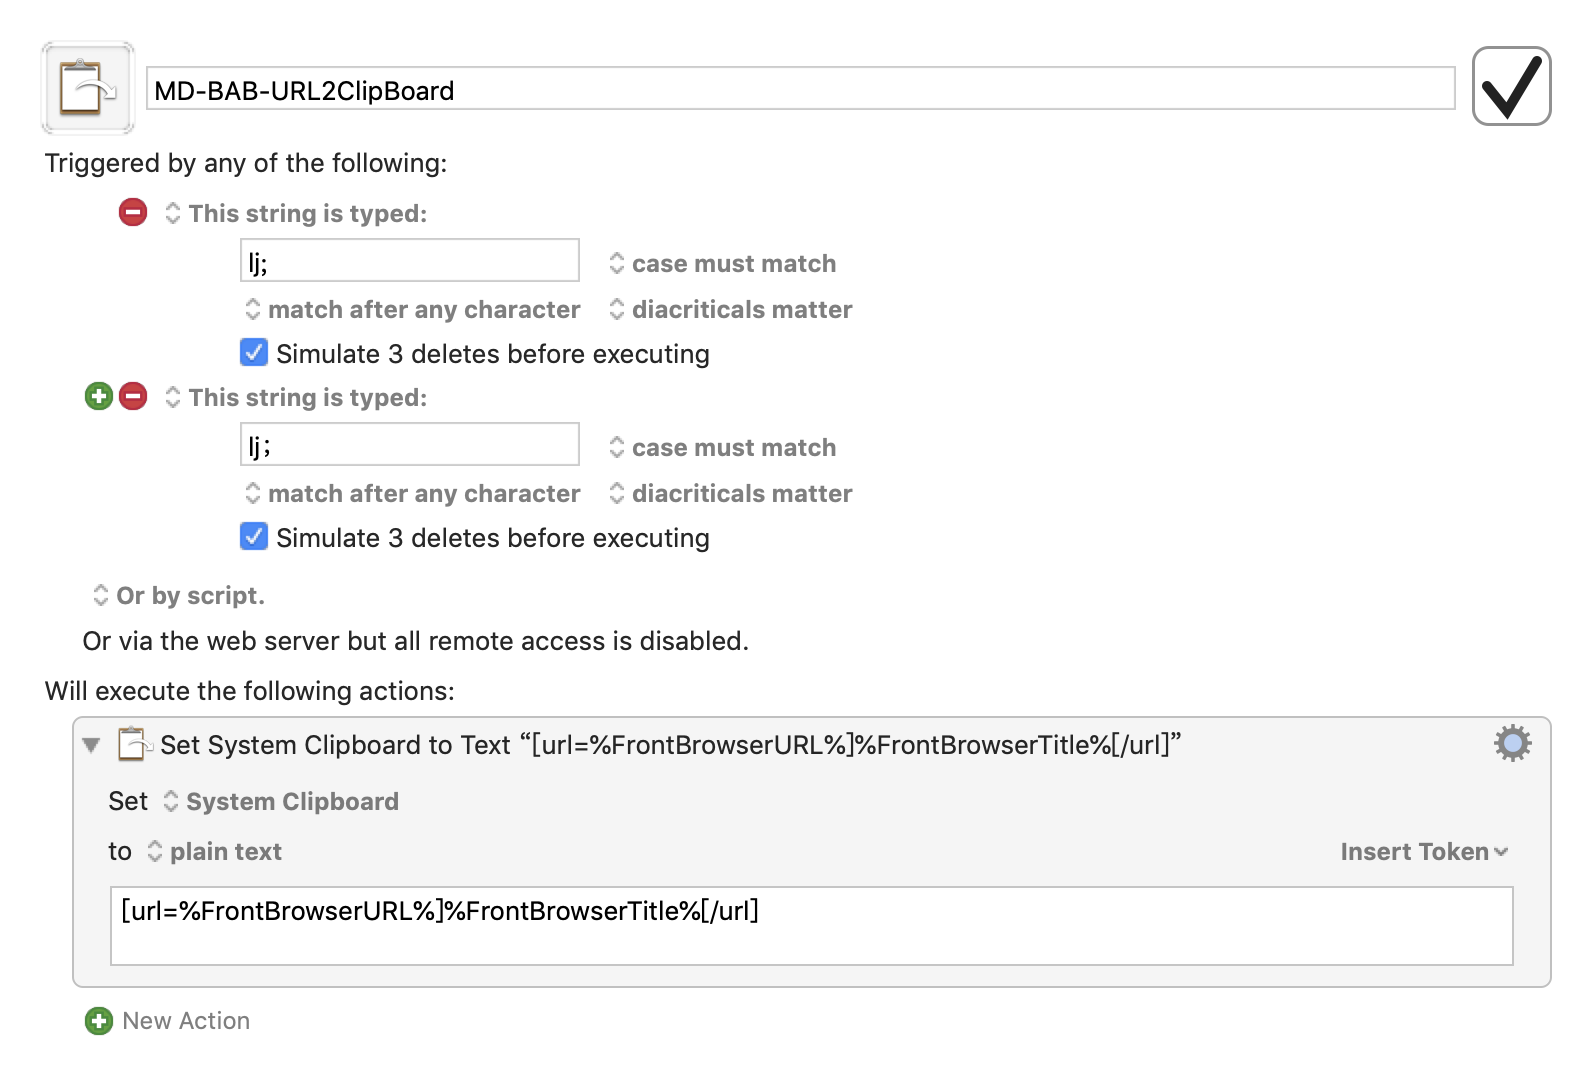 MD-BAB-URL2ClipBoard
Triggered by any of the following:
This string is typed:
lj;
case must match
match after any character
diacriticals matter
Simulate 3 deletes before executing
This string is typed:
lj；
case must match
match after any character
diacriticals matter
Simulate 3 deletes before executing
Or by script.
Or via the web server but all remote access is disabled.
Will execute the following actions:
Set System Clipboard to Text “[url=%FrontBrowserURL%]%FrontBrowserTitle%[/url]”
Set System Clipboard
to plain text
Insert Token
[url=%FrontBrowserURL%]%FrontBrowserTitle%[/url]
New Action